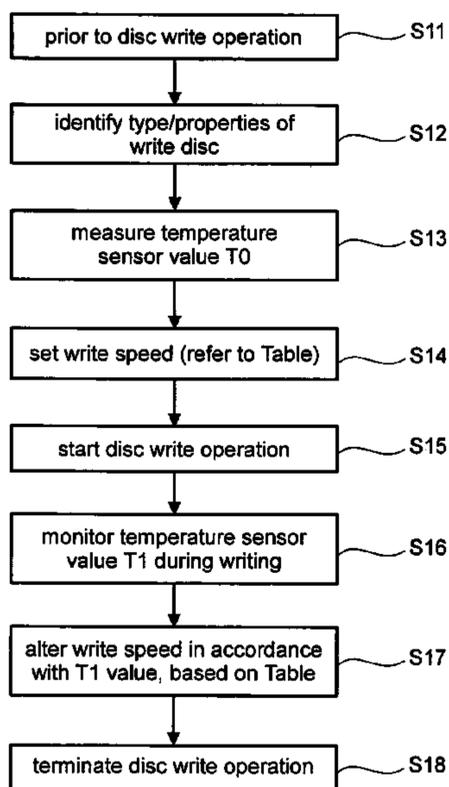 prior to disc write operation
S11
identify type/properties of
write disc
S12
measure temperature
sensor value T0
S13
set write speed (refer to Table)
S14
start disc write operation
S15
monitor temperature sensor
value T1 during writing
S16
alter write speed in accordance
with T1 value, based on Table
S17
terminate disc write operation
S18